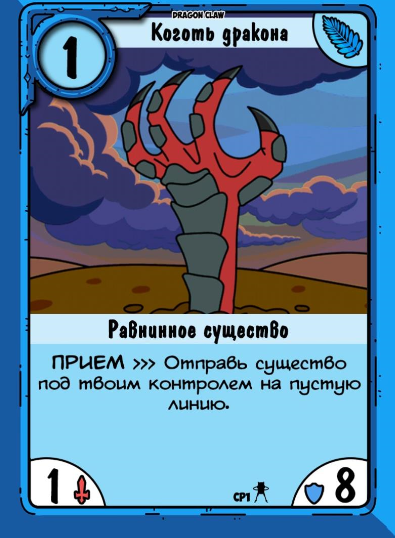 DRAGON CLAW
1
Коготь дракона
Равнинное существо
ПРИЕМ >>> Отправь существо
под твоим контролем на пустую
линию.
1
CP1
8